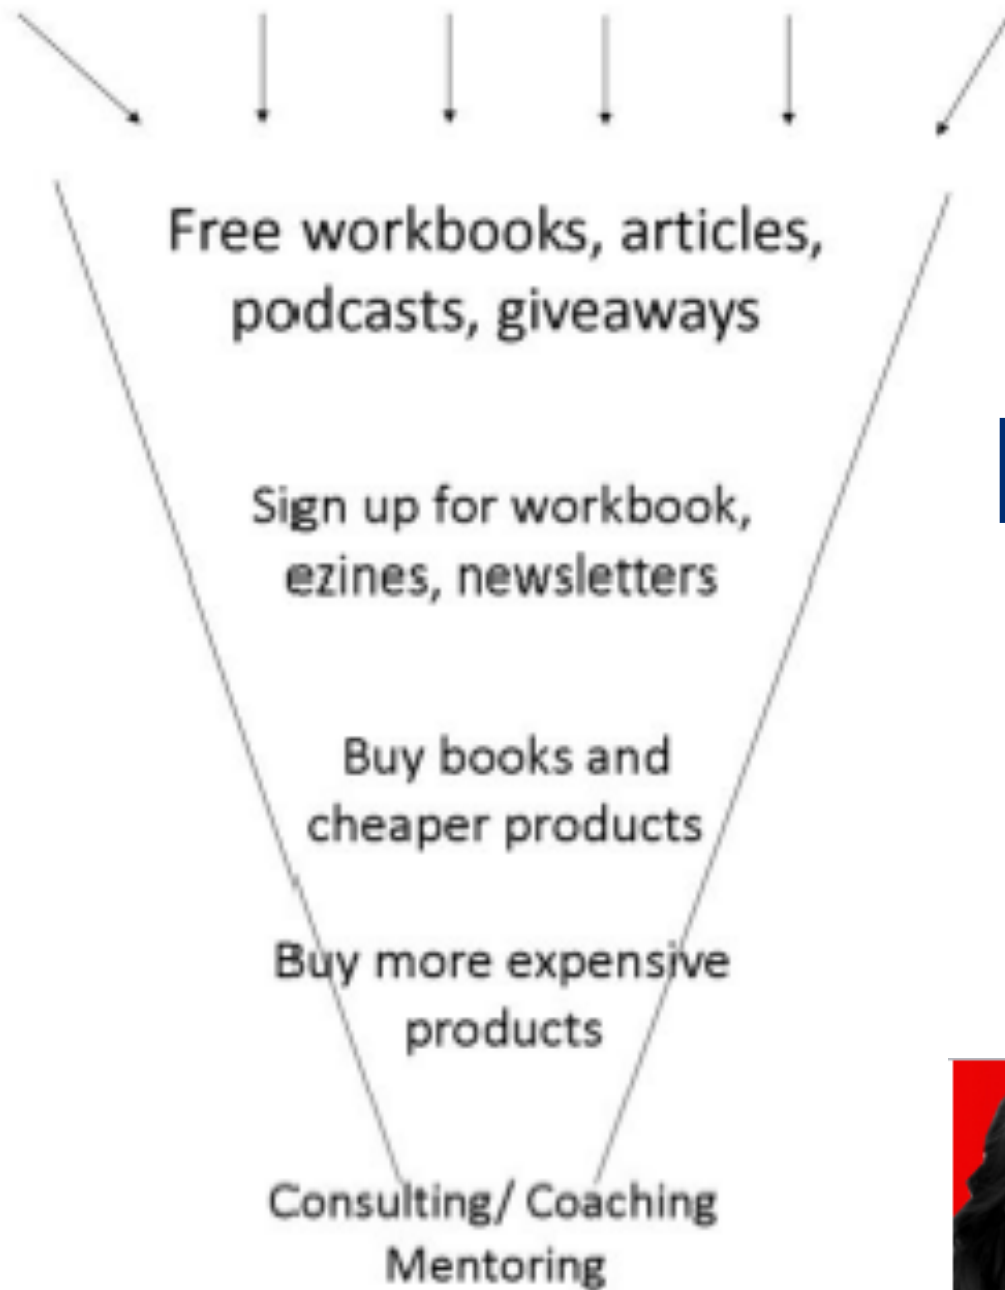 Free workbooks, articles,
podcasts, giveaways
Sign up for workbook,
ezines, newsletters
Buy books and
cheaper products
Buy more expensive
products
Consulting/ Coaching
Mentoring